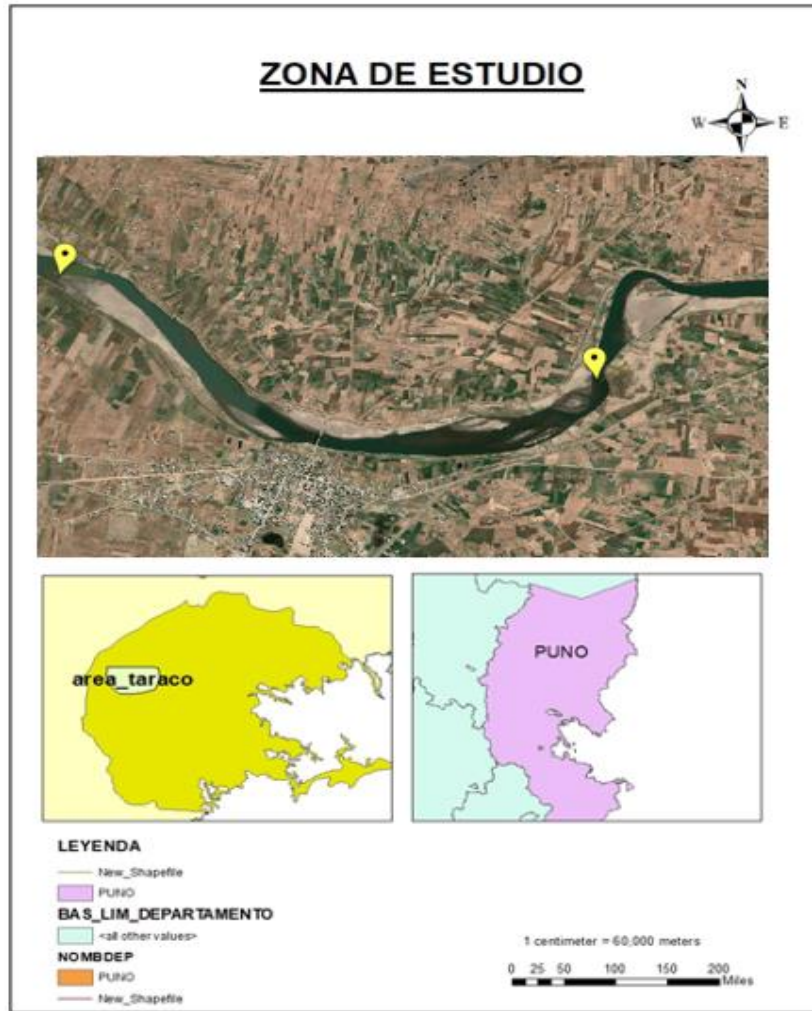 ZONA DE ESTUDIO
N
W E
S
area_taraco
PUNO
LEYENDA
New_Shapefile
PUNO
BAS_LIM_DEPARTAMENTO
<all other values>
NOMBDEP
PUNO
New_Shapefile
1 centimeter = 60,000 meters
0 25 50 100 150 200
Miles